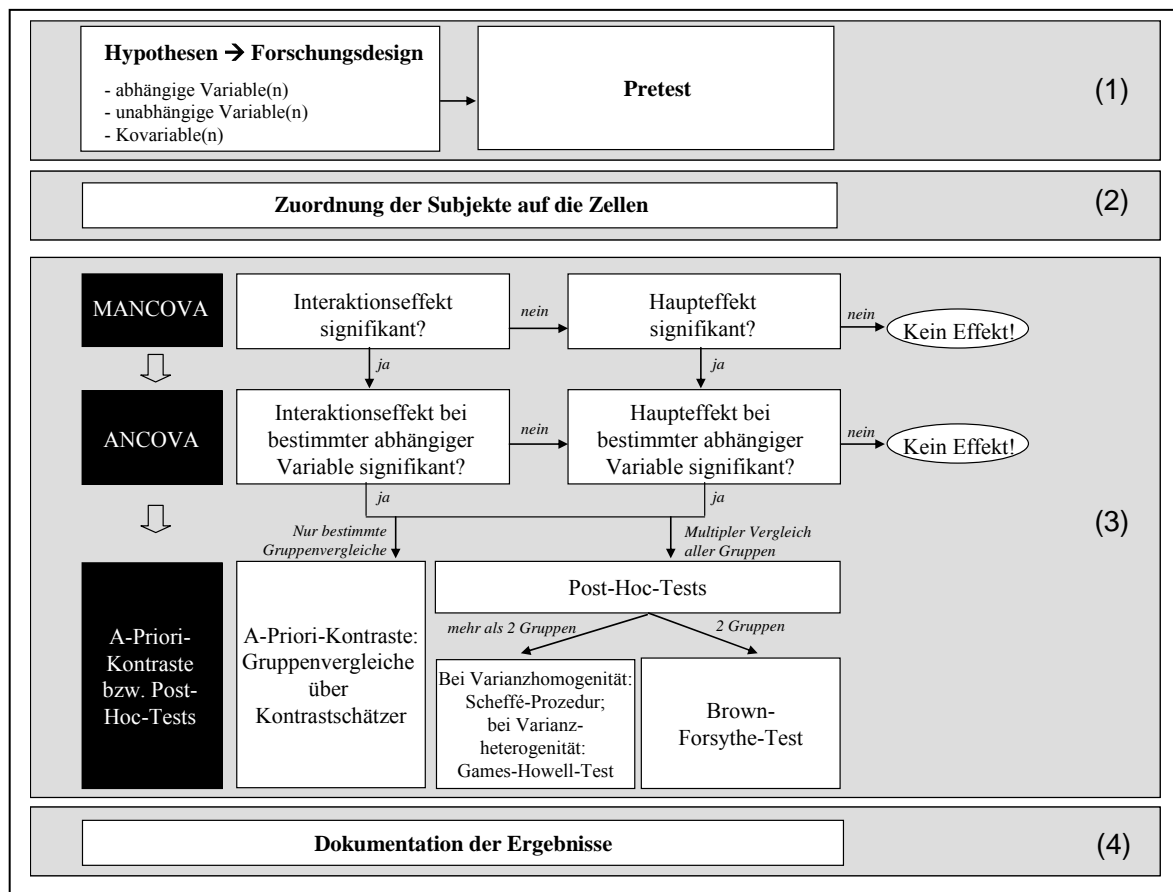 Hypothesen → Forschungsdesign
- abhängige Variable(n)
- unabhängige Variable(n)
- Kovariable(n)
Pretest
(1)
Zuordnung der Subjekte auf die Zellen
(2)
MANCOVA
Interaktionseffekt
signifikant?
nein
Haupteffekt
signifikant?
nein
Kein Effekt!
ja
ja
ANCOVA
Interaktionseffekt bei
bestimmter abhängiger
Variable signifikant?
nein
Haupteffekt bei
bestimmter abhängiger
Variable signifikant?
nein
Kein Effekt!
ja
ja
(3)
Nur bestimmte
Gruppenvergleiche
Multipler Vergleich
aller Gruppen
A-Priori-
Kontraste
bzw. Post-
Hoc-Tests
A-Priori-Kontraste:
Gruppenvergleiche
über
Kontrastschätzer
Post-Hoc-Tests
mehr als 2 Gruppen
2 Gruppen
Bei Varianzhomogenität:
Scheffé-Prozedur;
bei Varianz-
heterogenität:
Games-Howell-Test
Brown-
Forsythe-Test
Dokumentation der Ergebnisse
(4)